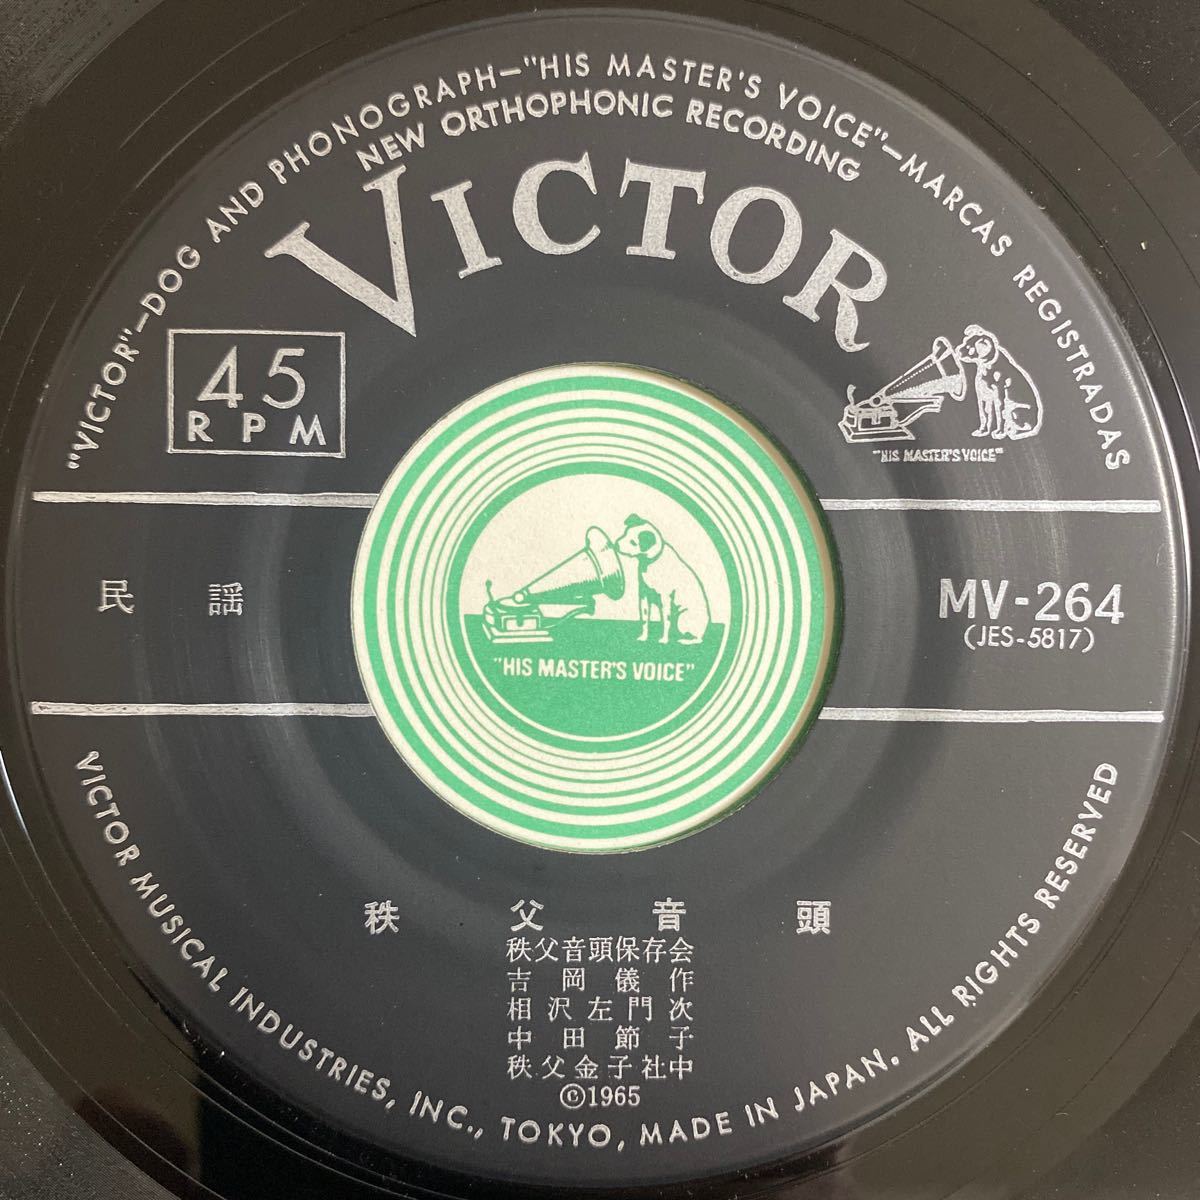 "VICTOR"—DOG AND PHONOGRAPH—"HIS MASTER'S VOICE"—MARCAS REGISTRADAS
NEW ORTHOPHONIC RECORDING
VICTOR
45
RPM
"HIS MASTER'S VOICE"
民謡
"HIS MASTER'S VOICE"
MV-264
(JES-5817)
秩父音頭
秩父音頭保存会
吉岡儀作
相沢左門次
中田節子
秩父金子社中
©1965
VICTOR MUSICAL INDUSTRIES, INC., TOKYO, MADE IN JAPAN. ALL RIGHTS RESERVED